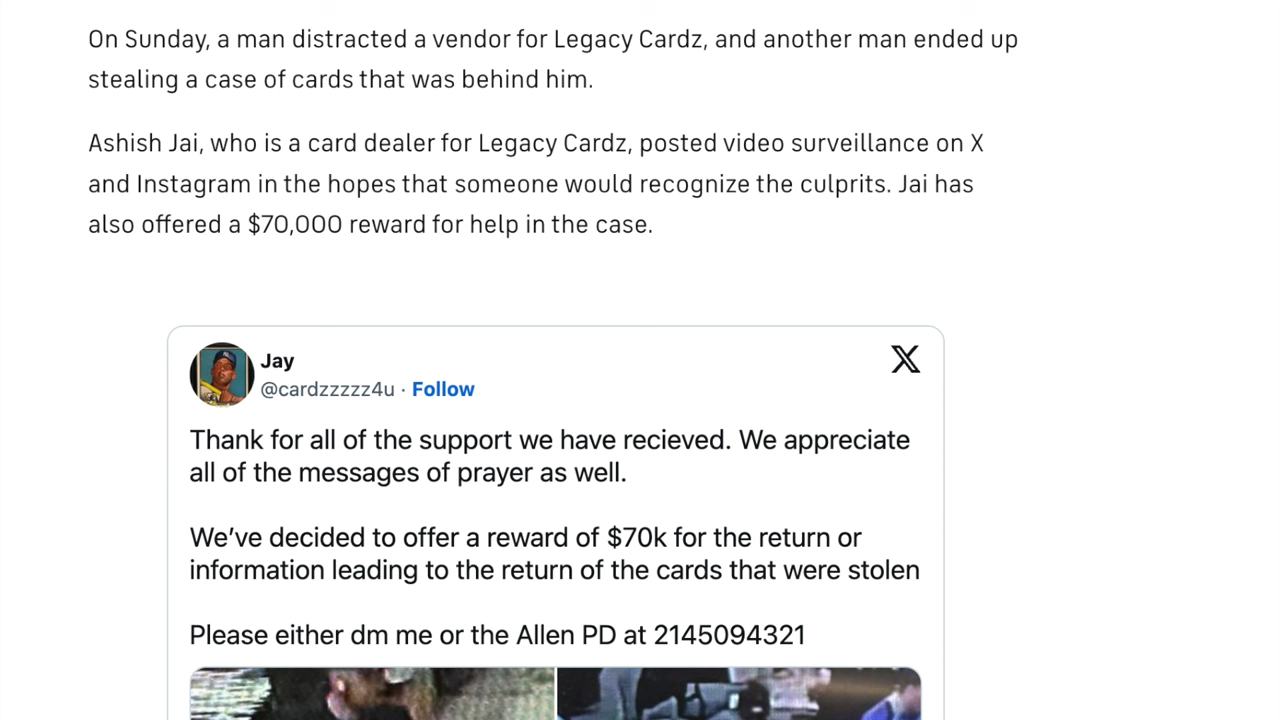 On Sunday, a man distracted a vendor for Legacy Cardz, and another man ended up
stealing a case of cards that was behind him.
Ashish Jai, who is a card dealer for Legacy Cardz, posted video surveillance on X
and Instagram in the hopes that someone would recognize the culprits. Jai has
also offered a $70,000 reward for help in the case.
Jay
@cardzzzzz4u · Follow
Thank for all of the support we have recieved. We appreciate
all of the messages of prayer as well.
We’ve decided to offer a reward of $70k for the return or
information leading to the return of the cards that were stolen
Please either dm me or the Allen PD at 2145094321